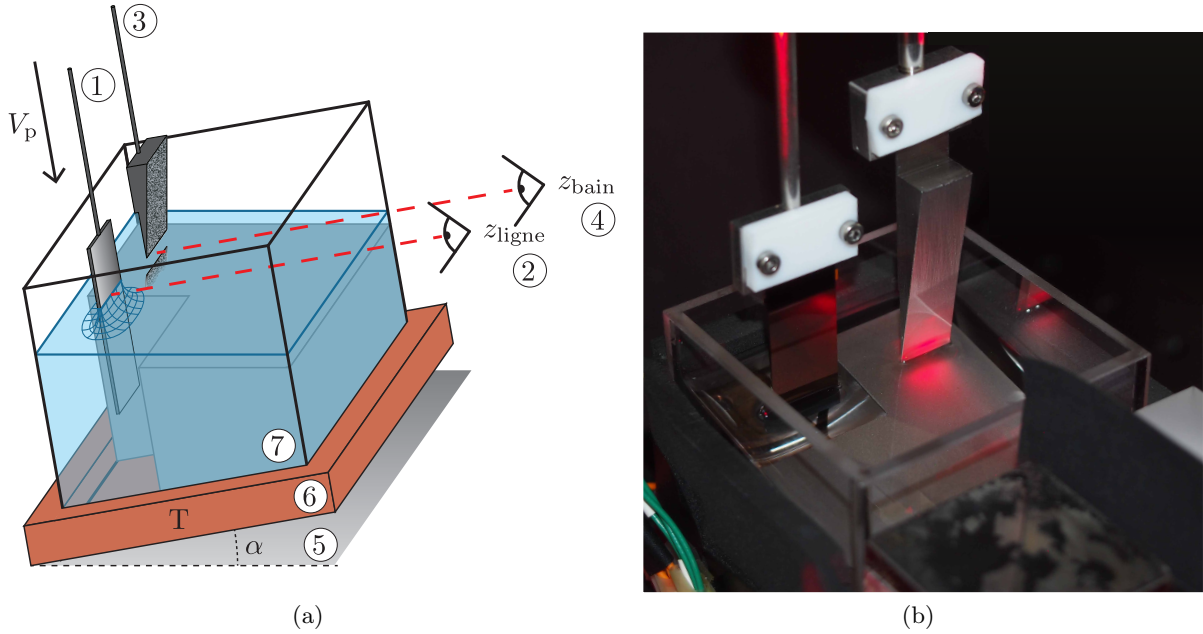 ③
①
V_p
z_bain
④
z_ligne
②
⑦
⑥
T
⑤
α
(a)
(b)